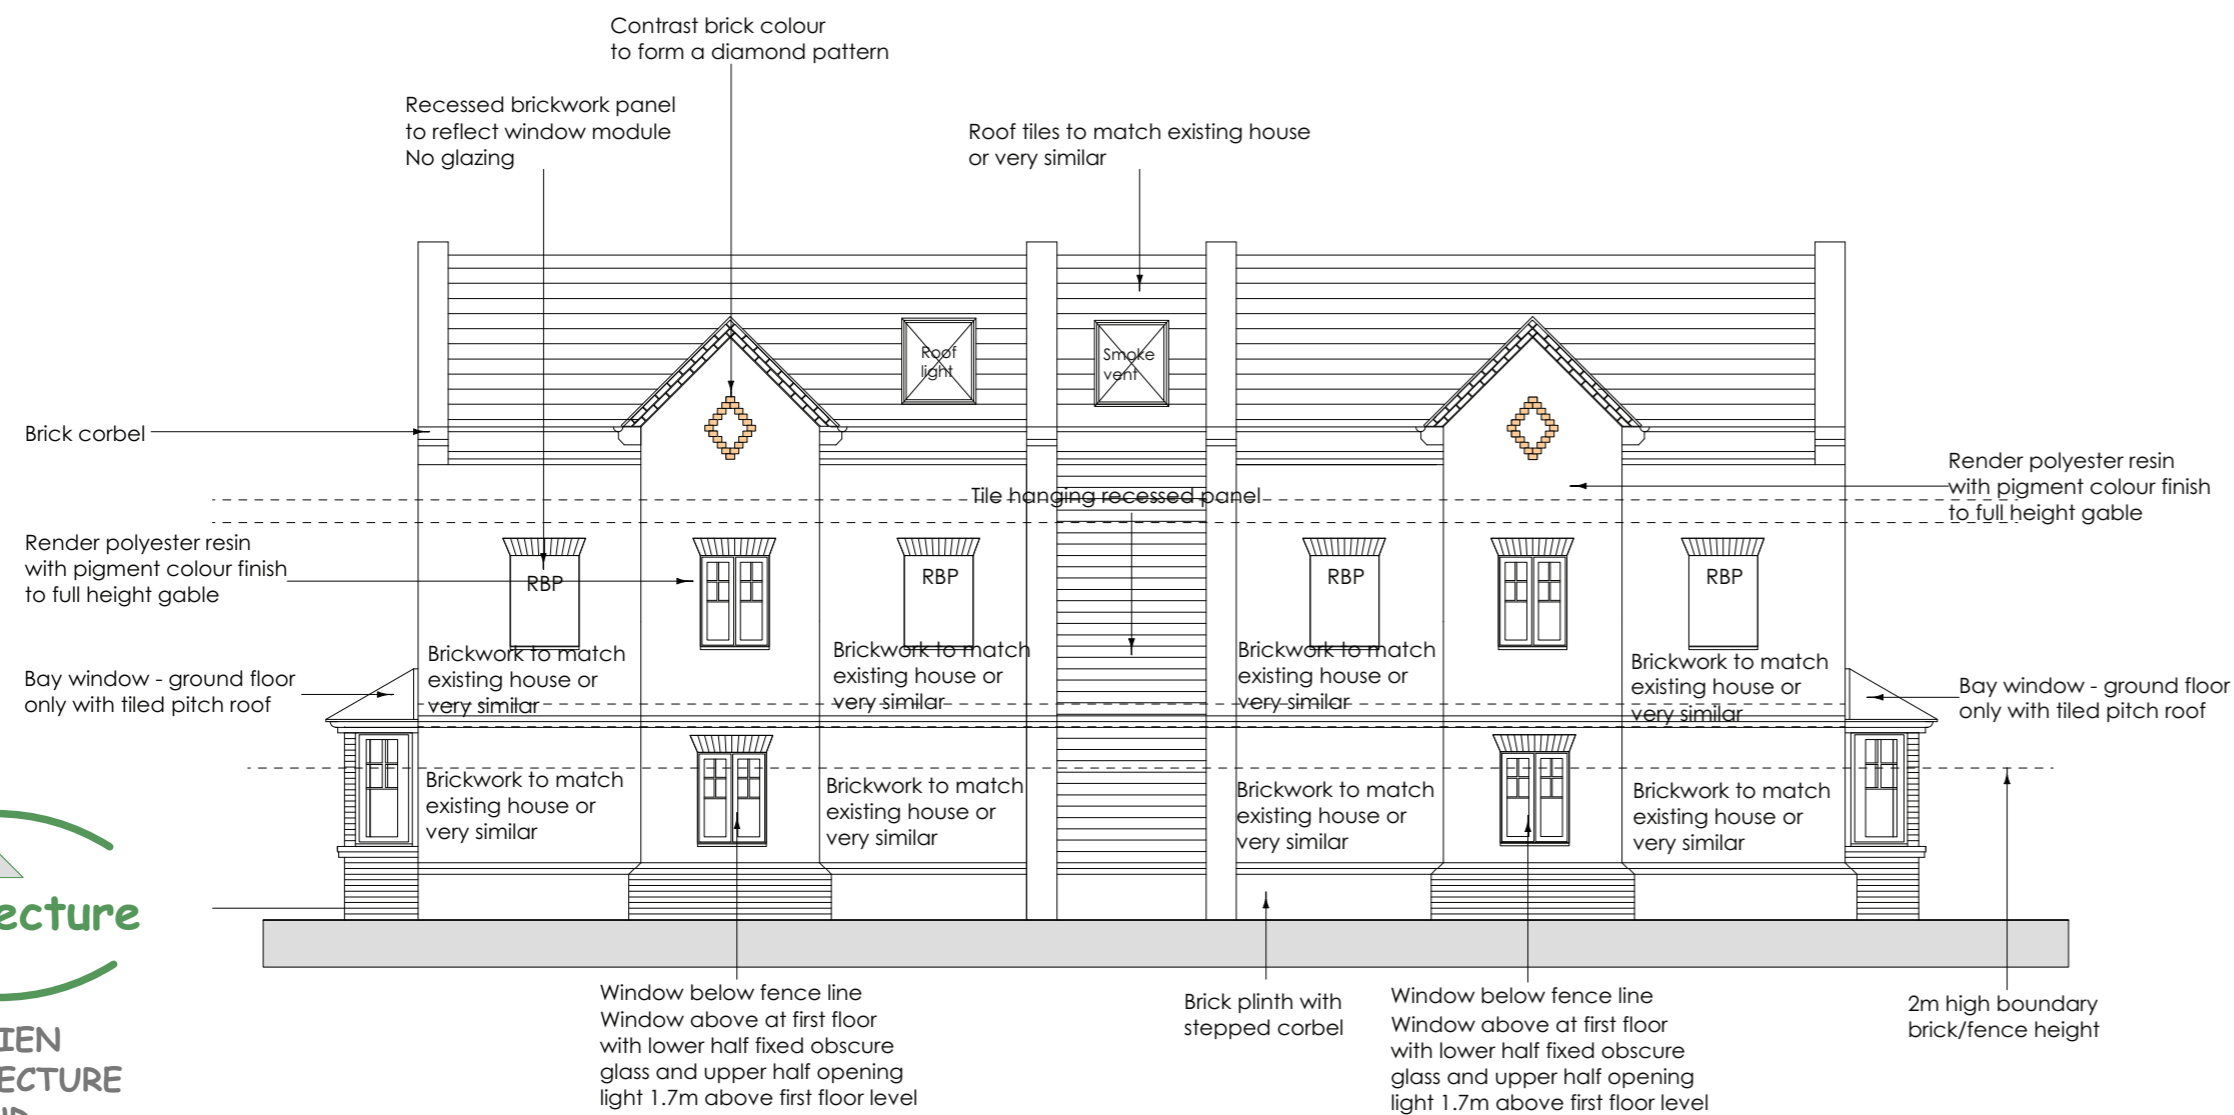 Contrast brick colour
to form a diamond pattern
Recessed brickwork panel
to reflect window module
No glazing
Roof tiles to match existing house
or very similar
Roof
light
Smoke
vent
Brick corbel
Render polyester resin
with pigment colour finish
to full height gable
Tile hanging recessed panel
Render polyester resin
with pigment colour finish
to full height gable
RBP
RBP
RBP
RBP
Brickwork to match
existing house or
very similar
Brickwork to match
existing house or
very similar
Brickwork to match
existing house or
very similar
Brickwork to match
existing house or
very similar
Bay window - ground floor
only with tiled pitch roof
Bay window - ground floor
only with tiled pitch roof
Brickwork to match
existing house or
very similar
Brickwork to match
existing house or
very similar
Brickwork to match
existing house or
very similar
Brickwork to match
existing house or
very similar
ecture
IEN
ECTURE
Window below fence line
Window above at first floor
with lower half fixed obscure
glass and upper half opening
light 1.7m above first floor level
Brick plinth with
stepped corbel
Window below fence line
Window above at first floor
with lower half fixed obscure
glass and upper half opening
light 1.7m above first floor level
2m high boundary
brick/fence height